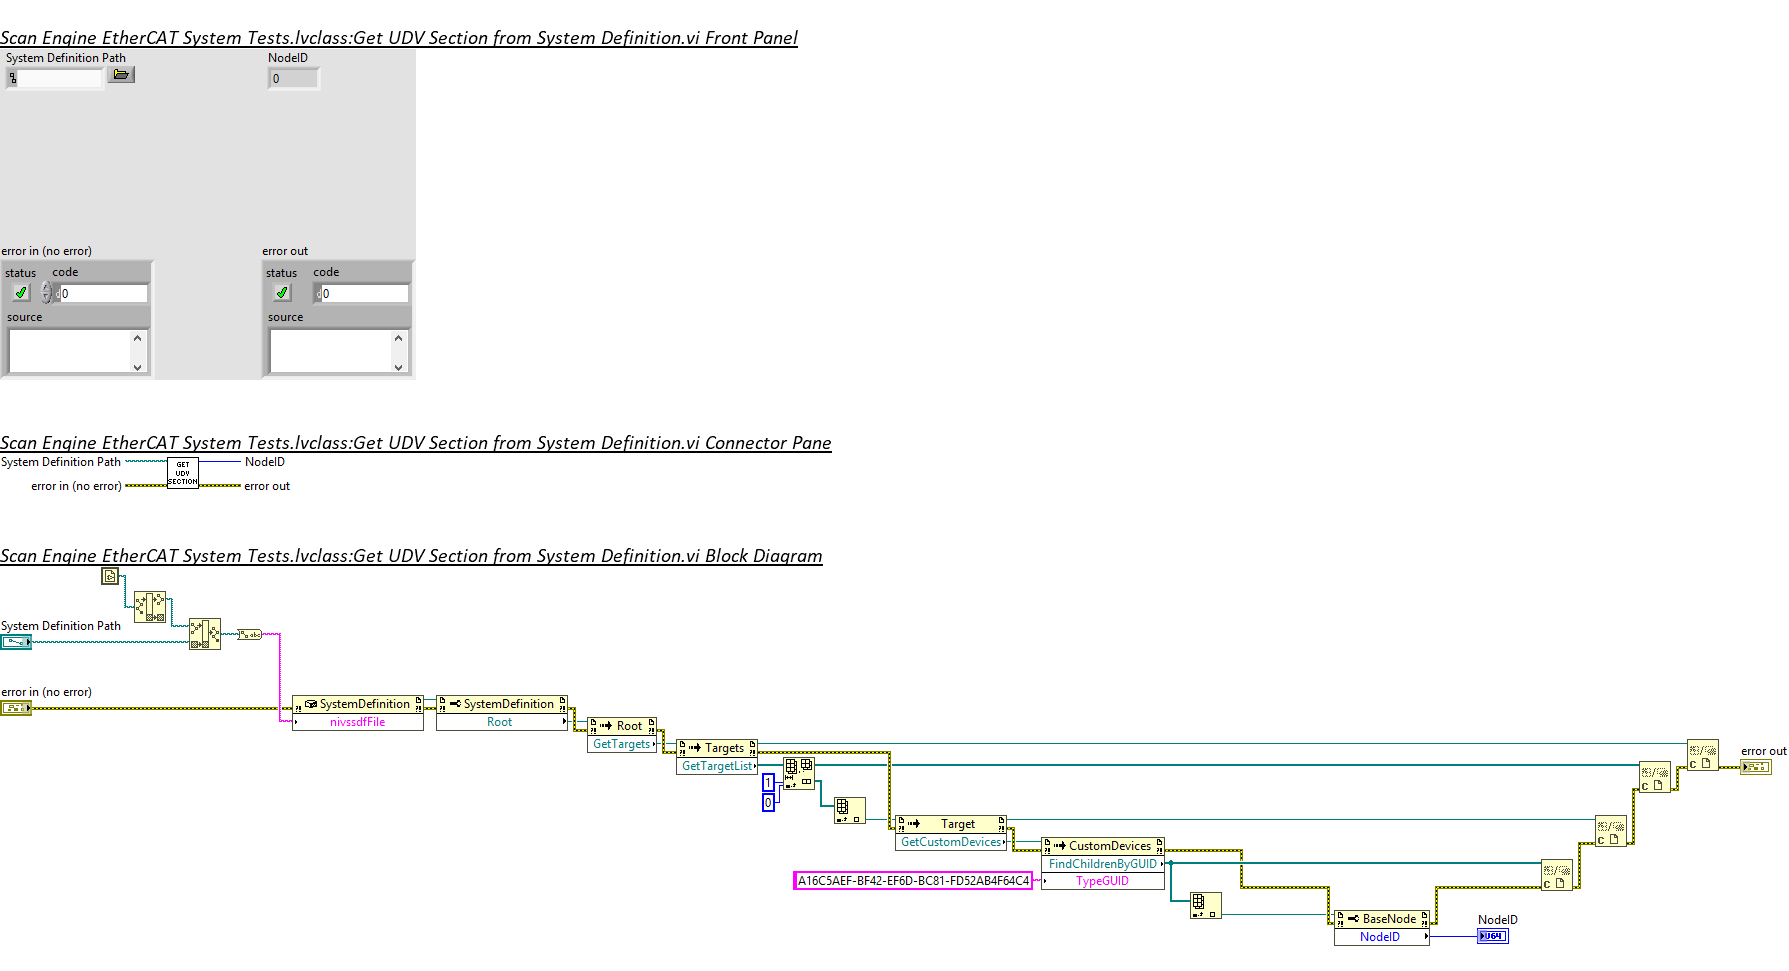 Scan Engine EtherCAT System Tests.lvclass:Get UDV Section from System Definition.vi Front Panel
System Definition Path
NodeID
0
error in (no error)
error out
status code
status code
0
0
source
source
Scan Engine EtherCAT System Tests.lvclass:Get UDV Section from System Definition.vi Connector Pane
System Definition Path
GET
UDV
SECTION
NodeID
error in (no error)
error out
Scan Engine EtherCAT System Tests.lvclass:Get UDV Section from System Definition.vi Block Diagram
System Definition Path
abc
error in (no error)
SystemDefinition
nivssdfFile
SystemDefinition
Root
Root
GetTargets
Targets
GetTargetList
1
0
error out
Target
GetCustomDevices
CustomDevices
FindChildrenByGUID
TypeGUID
A16C5AEF-BF42-EF6D-BC81-FD52AB4F64C4
BaseNode
NodeID
NodeID
U64